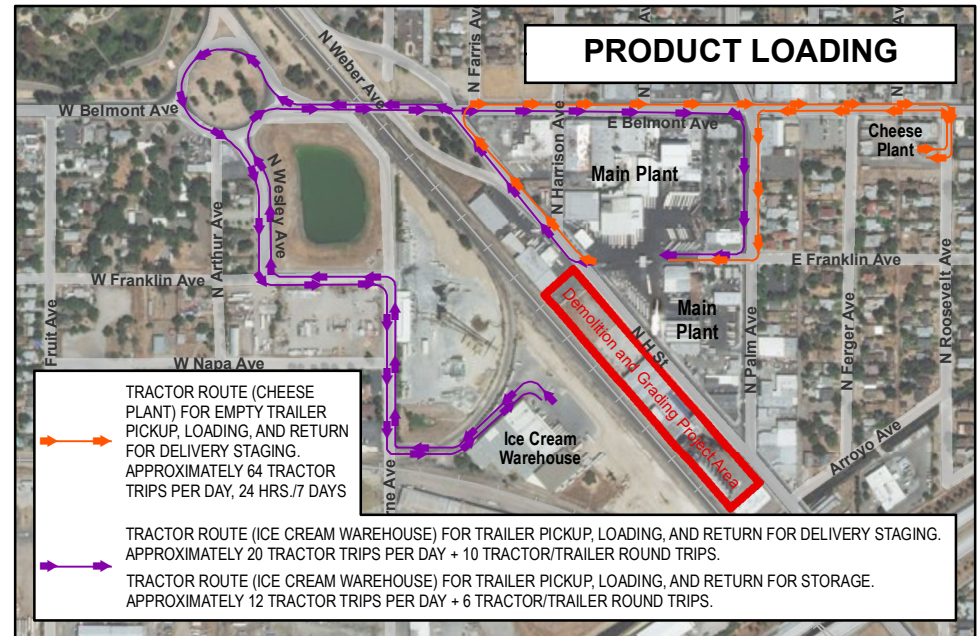 PRODUCT LOADING
N Weber Ave
N Farris Ave
W Belmont Ave
E Belmont Ave
Cheese
Plant
N Harrison Ave
Main Plant
N Wesley Ave
N Arthur Ave
W Franklin Ave
E Franklin Ave
Fruit Ave
Main
Plant
N H St
N Palm Ave
N Ferger Ave
N Roosevelt Ave
Demolition and Grading Project Area
W Napa Ave
Ice Cream
Warehouse
Arroyo Ave
rne Ave
TRACTOR ROUTE (CHEESE
PLANT) FOR EMPTY TRAILER
PICKUP, LOADING, AND RETURN
FOR DELIVERY STAGING.
APPROXIMATELY 64 TRACTOR
TRIPS PER DAY, 24 HRS./7 DAYS
TRACTOR ROUTE (ICE CREAM WAREHOUSE) FOR TRAILER PICKUP, LOADING, AND RETURN FOR DELIVERY STAGING.
APPROXIMATELY 20 TRACTOR TRIPS PER DAY + 10 TRACTOR/TRAILER ROUND TRIPS.
TRACTOR ROUTE (ICE CREAM WAREHOUSE) FOR TRAILER PICKUP, LOADING, AND RETURN FOR STORAGE.
APPROXIMATELY 12 TRACTOR TRIPS PER DAY + 6 TRACTOR/TRAILER ROUND TRIPS.